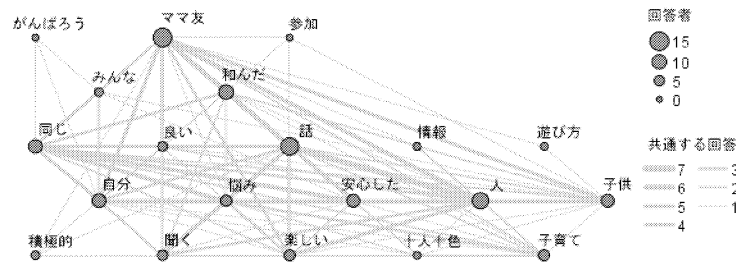 がんばろう ママ友 参加
みんな 和んだ
同じ 良い 話 情報 遊び方
自分 悩み 安心した 人 子供
積極的 聞く 楽しい 十人十色 子育て
回答者
15
10
5
0
共通する回答
7 3
6 2
5 1
4